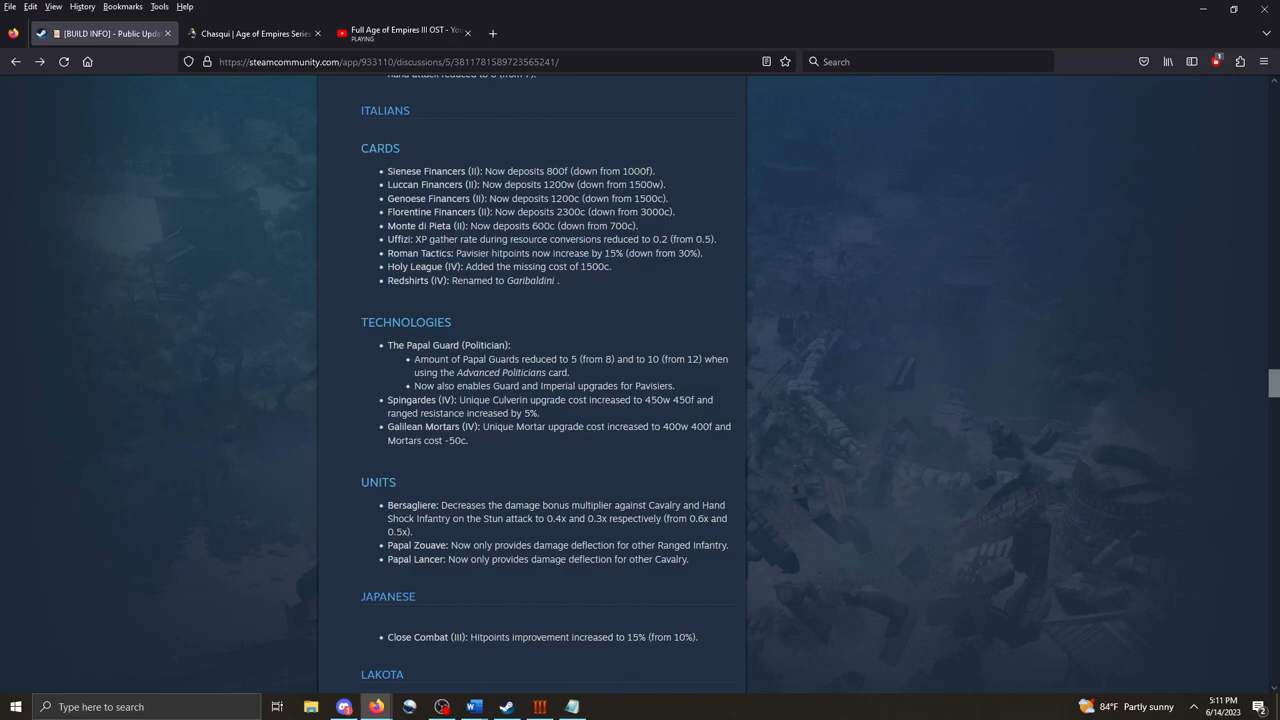 File Edit View History Bookmarks Tools Help
[BUILD INFO] - Public Upda
Chasqui | Age of Empires Series
Full Age of Empires III OST - Yo
PLAYING
https://steamcommunity.com/app/933110/discussions/5/3811781589723565241/
Search
1
ITALIANS
CARDS
• Sienese Financers (II): Now deposits 800f (down from 1000f).
• Luccan Financers (II): Now deposits 1200w (down from 1500w).
• Genoese Financers (II): Now deposits 1200c (down from 1500c).
• Florentine Financers (II): Now deposits 2300c (down from 3000c).
• Monte di Pieta (II): Now deposits 600c (down from 700c).
• Uffizi: XP gather rate during resource conversions reduced to 0.2 (from 0.5).
• Roman Tactics: Pavisier hitpoints now increase by 15% (down from 30%).
• Holy League (IV): Added the missing cost of 1500c.
• Redshirts (IV): Renamed to Garibaldini .
TECHNOLOGIES
• The Papal Guard (Politician):
• Amount of Papal Guards reduced to 5 (from 8) and to 10 (from 12) when
using the Advanced Politicians card.
• Now also enables Guard and Imperial upgrades for Pavisiers.
• Spingardes (IV): Unique Culverin upgrade cost increased to 450w 450f and
ranged resistance increased by 5%.
• Galilean Mortars (IV): Unique Mortar upgrade cost increased to 400w 400f and
Mortars cost -50c.
UNITS
• Bersagliere: Decreases the damage bonus multiplier against Cavalry and Hand
Shock Infantry on the Stun attack to 0.4x and 0.3x respectively (from 0.6x and
0.5x).
• Papal Zouave: Now only provides damage deflection for other Ranged Infantry.
• Papal Lancer: Now only provides damage deflection for other Cavalry.
JAPANESE
• Close Combat (III): Hitpoints improvement increased to 15% (from 10%).
LAKOTA
Type here to search
84°F Partly sunny
5:11 PM
6/14/2023
2